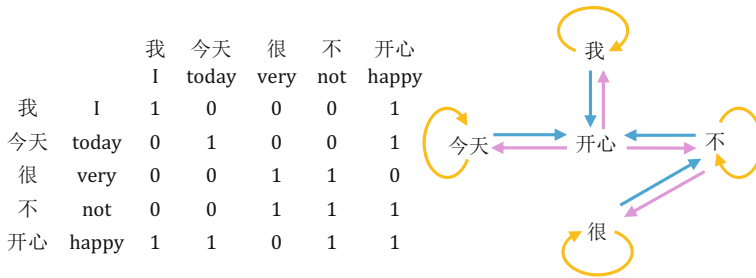 我 今天 很 不 开心
I today very not happy
我 I 1 0 0 0 1
今天 today 0 1 0 0 1
很 very 0 0 1 1 0
不 not 0 0 1 1 1
开心 happy 1 1 0 1 1
我
今天 开心 不
很